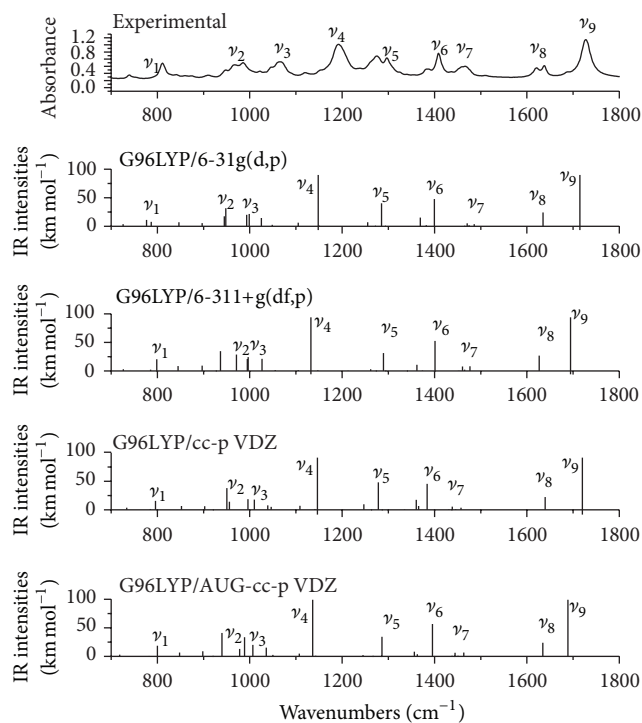 Experimental
Absorbance
1.2
0.8
0.4
0.0
ν1 ν2 ν3 ν4 ν5 ν6 ν7 ν8 ν9
800 1000 1200 1400 1600 1800
G96LYP/6-31g(d,p)
IR intensities
(km mol−1)
100
50
0
ν1 ν2 ν3 ν4 ν5 ν6 ν7 ν8 ν9
800 1000 1200 1400 1600 1800
G96LYP/6-311+g(df,p)
IR intensities
(km mol−1)
100
50
0
ν1 ν2 ν3 ν4 ν5 ν6 ν7 ν8 ν9
800 1000 1200 1400 1600 1800
G96LYP/cc-p VDZ
IR intensities
(km mol−1)
100
50
0
ν1 ν2 ν3 ν4 ν5 ν6 ν7 ν8 ν9
800 1000 1200 1400 1600 1800
G96LYP/AUG-cc-p VDZ
IR intensities
(km mol−1)
100
50
0
ν1 ν2 ν3 ν4 ν5 ν6 ν7 ν8 ν9
800 1000 1200 1400 1600 1800
Wavenumbers (cm−1)